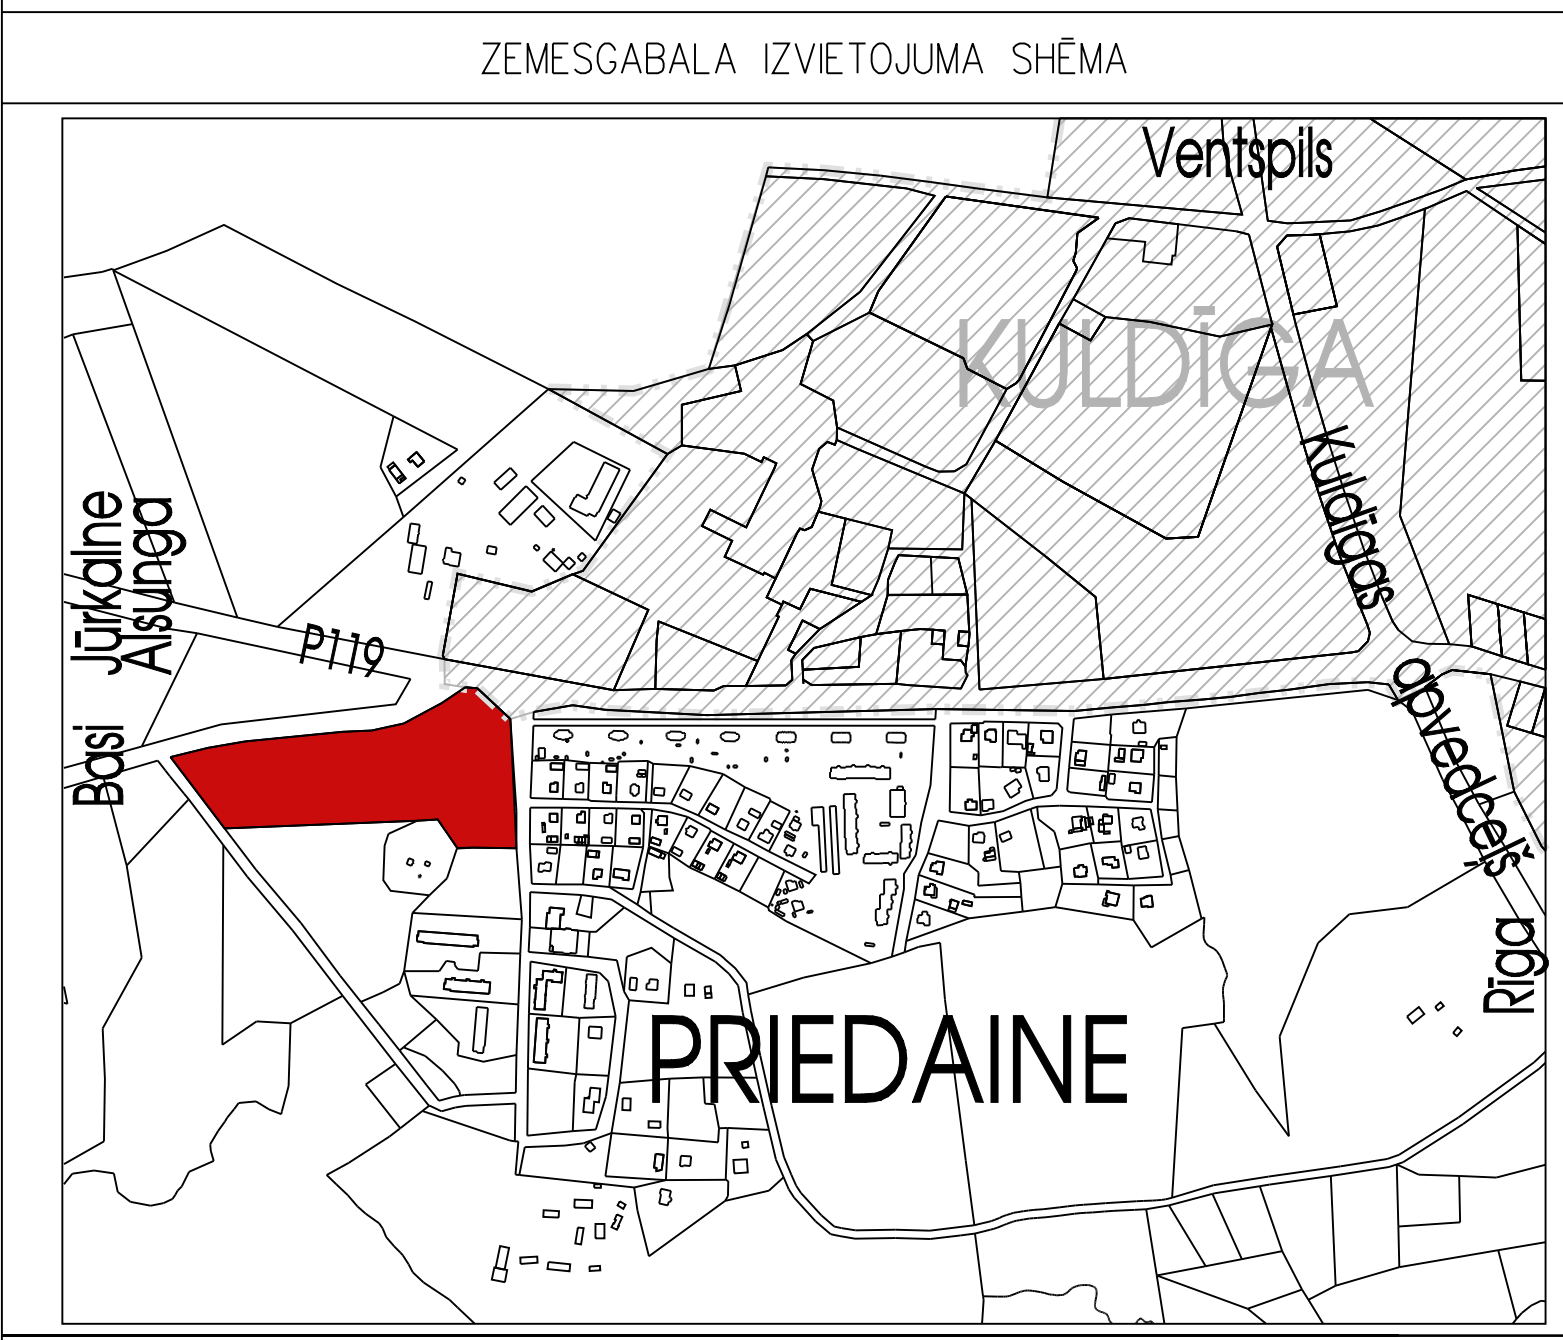 ZEMESGABALA IZVIETOJUMA SHĒMA
Ventspils
KULDĪGA
Kuldīgas
apvedceļš
Jūrkalne
Alsunga
P119
Basi
Rīga
PRIEDAINE